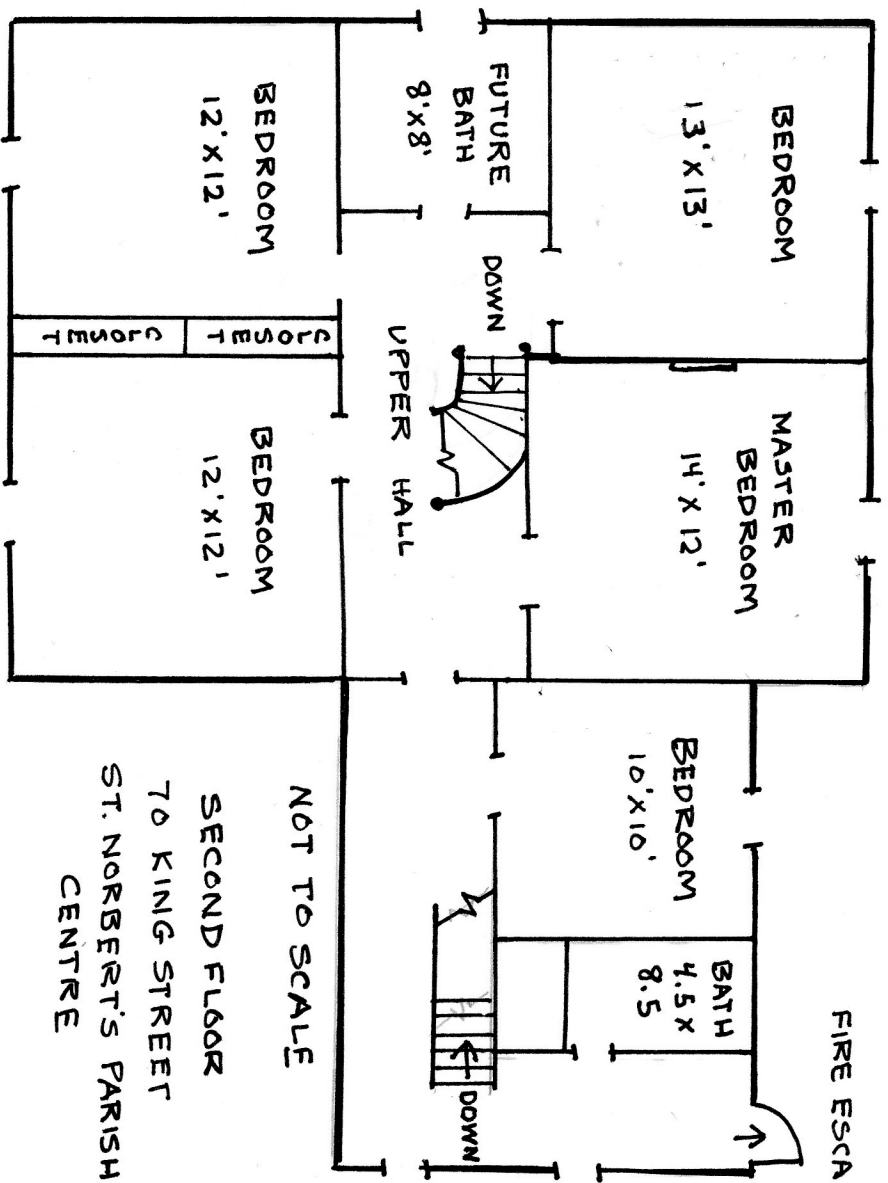 FIRE ESCA
BEDROOM
13'X13'
MASTER
BEDROOM
14'X12'
BEDROOM
10'X10'
BATH
4.5 X
8.5
FUTURE
BATH
8'X8'
DOWN
UPPER HALL
DOWN
BEDROOM
12'X12'
CLOSET
CLOSET
BEDROOM
12'X12'
NOT TO SCALE
SECOND FLOOR
TO KING STREET
ST. NORBERT'S PARISH
CENTRE